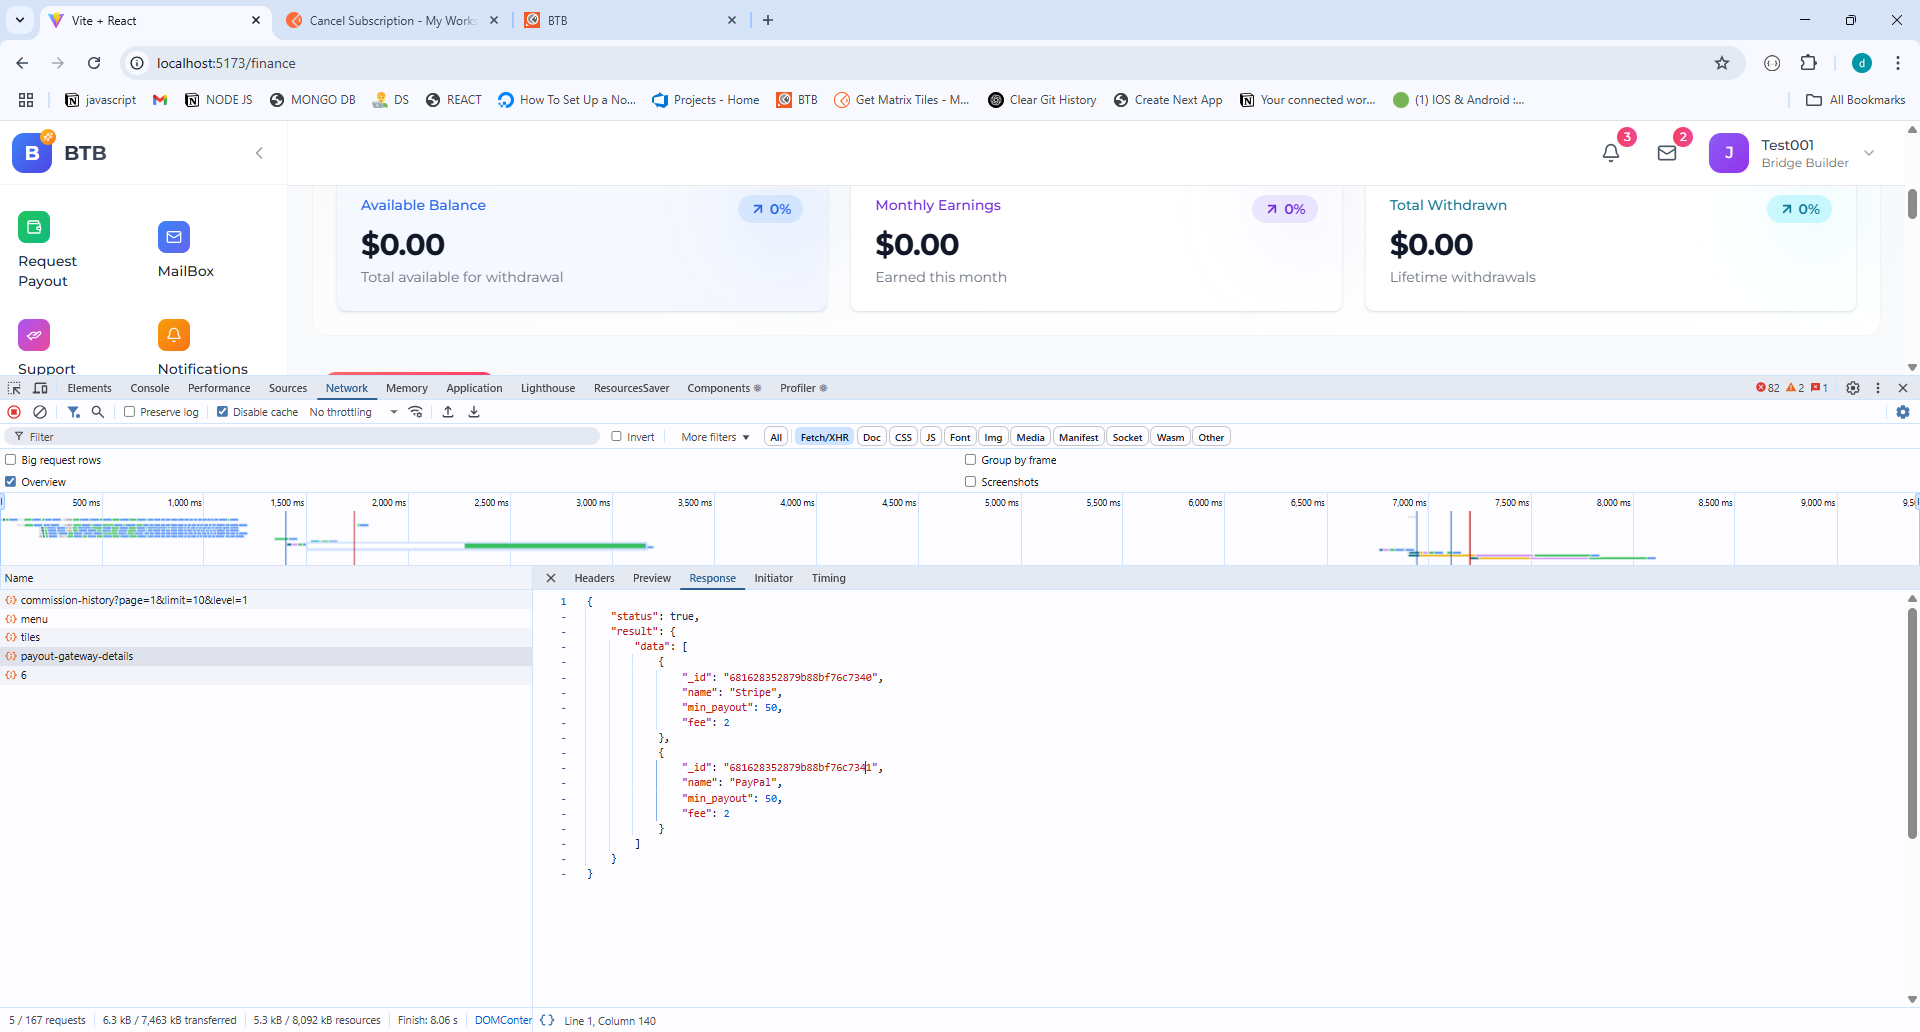 Vite + React
Cancel Subscription - My Works
BTB
localhost:5173/finance
d
javascript
NODE JS
MONGO DB
DS
REACT
How To Set Up a No...
Projects - Home
BTB
Get Matrix Tiles - M...
Clear Git History
Create Next App
Your connected wor...
(1) IOS & Android :...
All Bookmarks
B
BTB
3
2
J
Test001
Bridge Builder
Request
Payout
MailBox
Support
Notifications
Available Balance
0%
$0.00
Total available for withdrawal
Monthly Earnings
0%
$0.00
Earned this month
Total Withdrawn
0%
$0.00
Lifetime withdrawals
Elements
Console
Performance
Sources
Network
Memory
Application
Lighthouse
ResourcesSaver
Components
Profiler
82
2
1
Preserve log
Disable cache
No throttling
Filter
Invert
More filters
All
Fetch/XHR
Doc
CSS
JS
Font
Img
Media
Manifest
Socket
Wasm
Other
Big request rows
Group by frame
Overview
Screenshots
500 ms
1,000 ms
1,500 ms
2,000 ms
2,500 ms
3,000 ms
3,500 ms
4,000 ms
4,500 ms
5,000 ms
5,500 ms
6,000 ms
6,500 ms
7,000 ms
7,500 ms
8,000 ms
8,500 ms
9,000 ms
Name
commission-history?page=1&limit=10&level=1
menu
tiles
payout-gateway-details
6
Headers
Preview
Response
Initiator
Timing
1 {
- "status": true,
- "result": {
- "data": [
- {
- "_id": "681628352879b88bf76c7340",
- "name": "Stripe",
- "min_payout": 50,
- "fee": 2
- },
- {
- "_id": "681628352879b88bf76c7341",
- "name": "PayPal",
- "min_payout": 50,
- "fee": 2
- }
- ]
- }
- }
5 / 167 requests
6.3 kB / 7,463 kB transferred
5.3 kB / 8,092 kB resources
Finish: 8.06 s
DOMConten
{} Line 1, Column 140